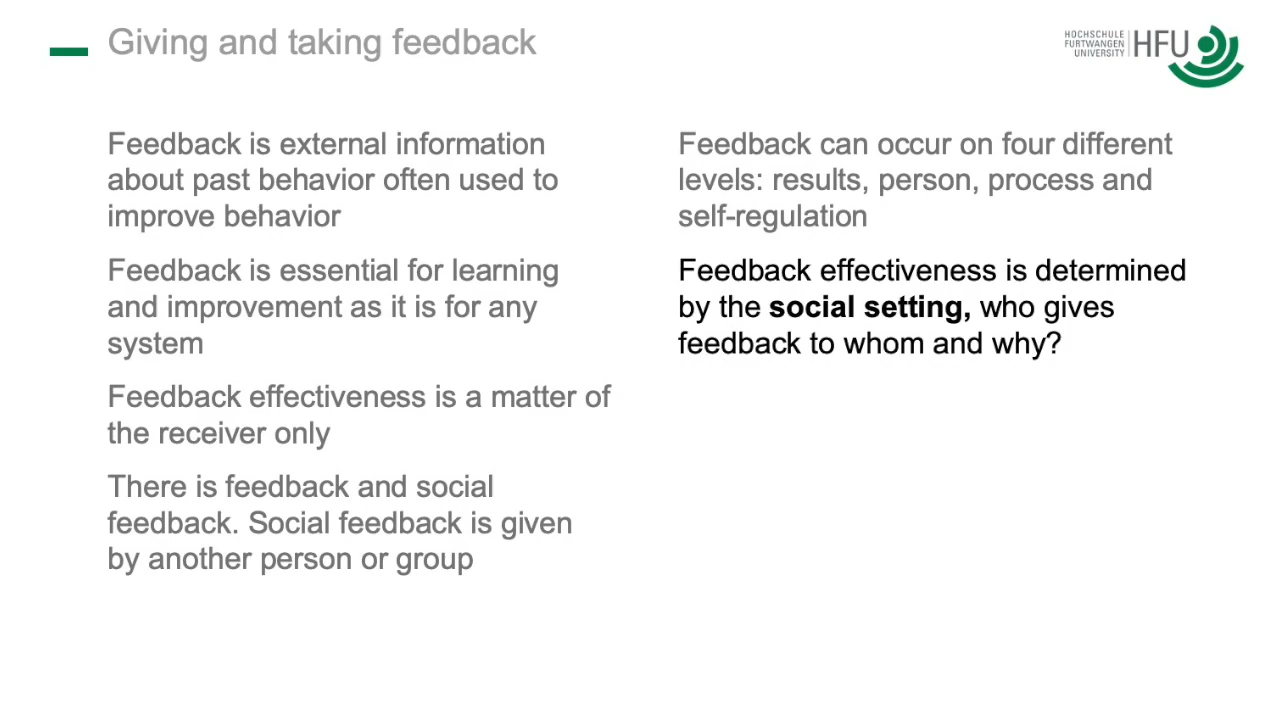 Giving and taking feedback
HOCHSCHULE
FURTWANGEN
UNIVERSITY
HFU
Feedback is external information
about past behavior often used to
improve behavior
Feedback is essential for learning
and improvement as it is for any
system
Feedback effectiveness is a matter of
the receiver only
There is feedback and social
feedback. Social feedback is given
by another person or group
Feedback can occur on four different
levels: results, person, process and
self-regulation
Feedback effectiveness is determined
by the social setting, who gives
feedback to whom and why?